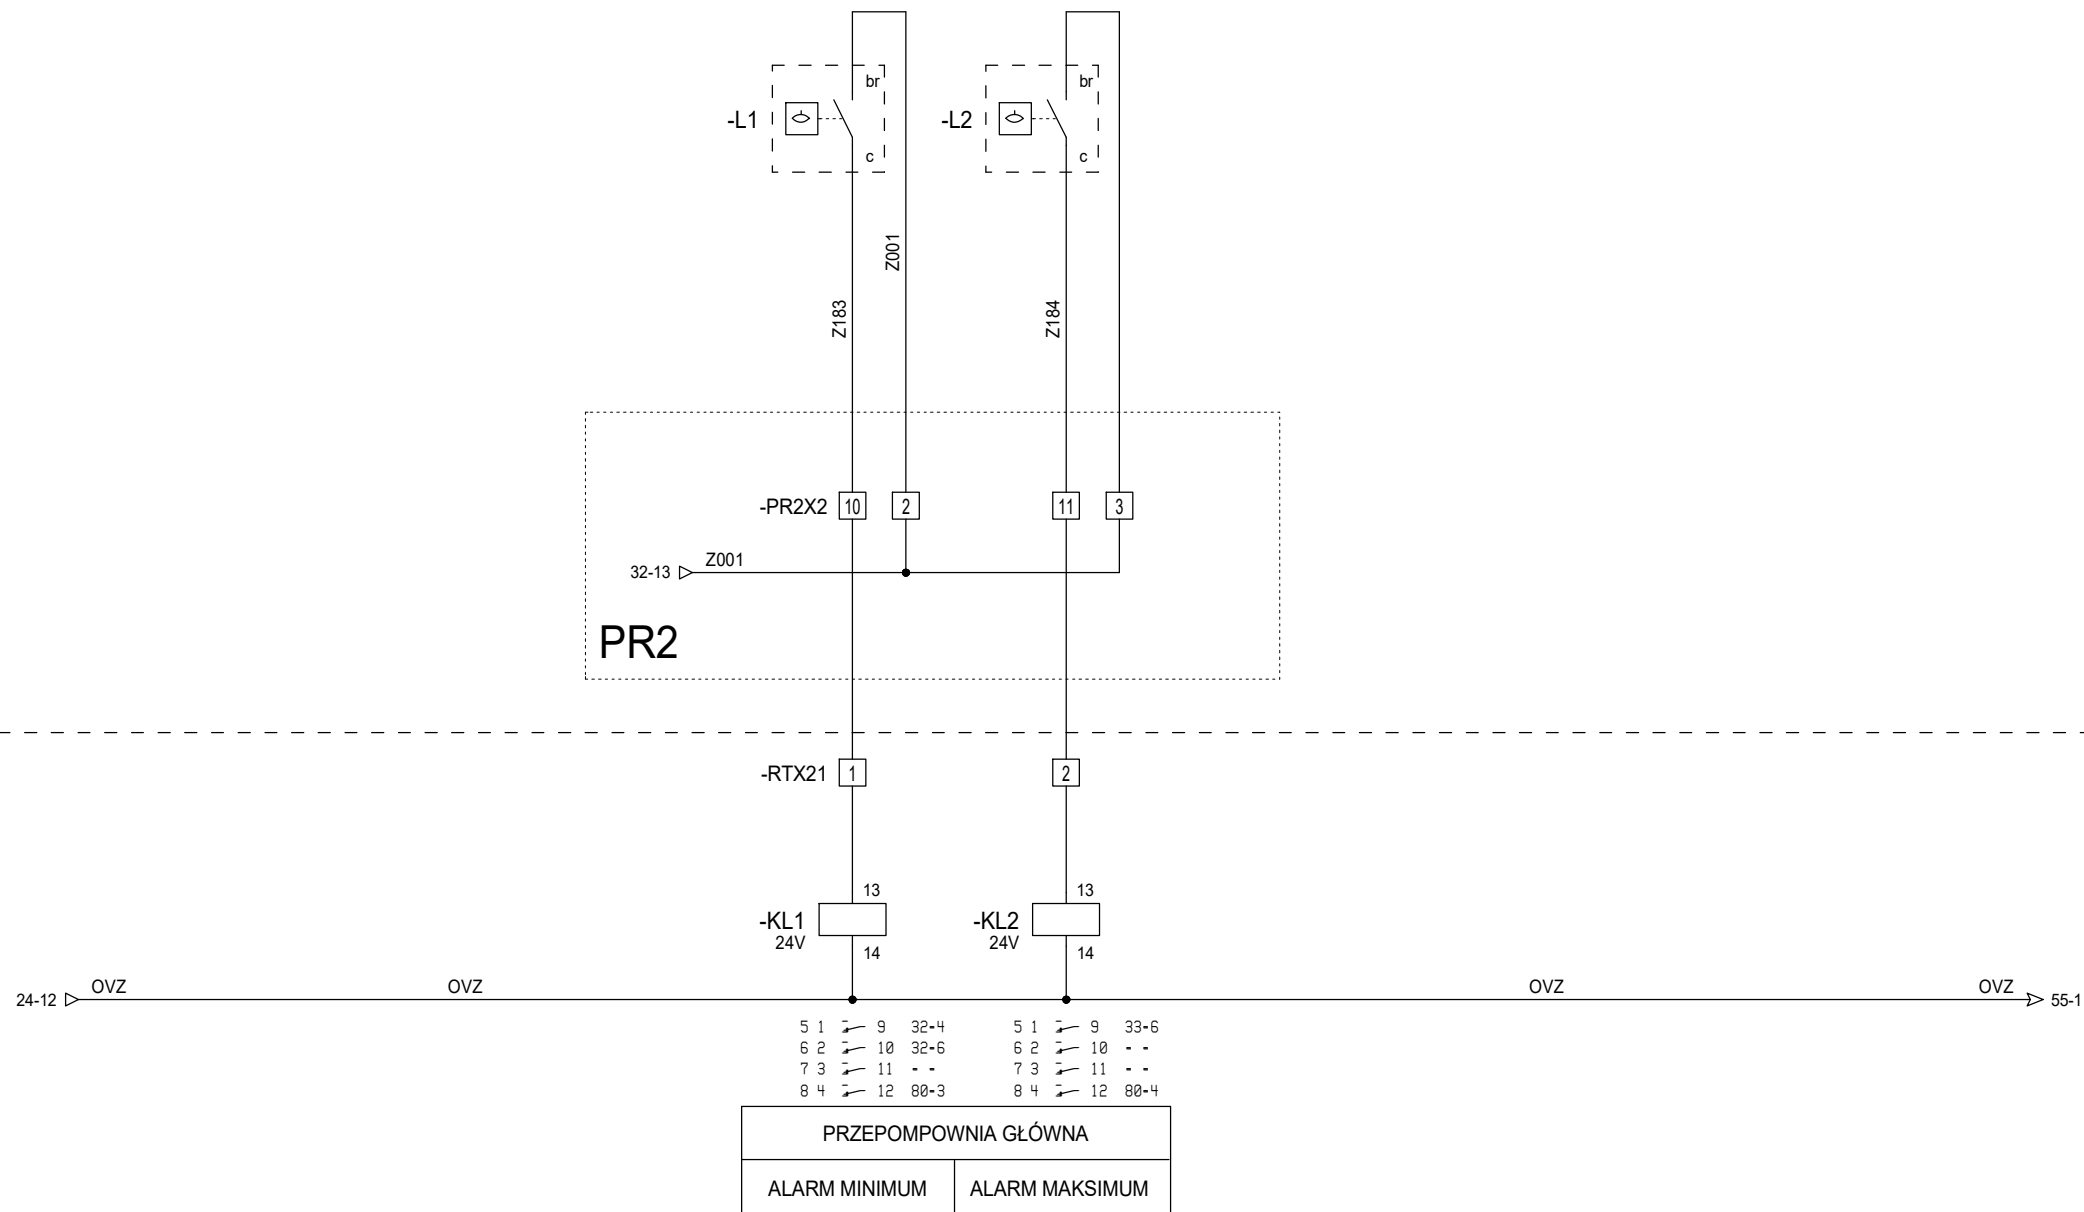 br
br
-L1
-L2
c
c
Z001
Z183
Z184
-PR2X2 10 2 11 3
32-13 Z001
PR2
-RTX21 1 2
13
13
-KL1
-KL2
24V
24V
14
14
24-12 OVZ OVZ OVZ OVZ 55-1
5 1 9 32-4 5 1 9 33-6
6 2 10 32-6 6 2 10 - -
7 3 11 - - 7 3 11 - -
8 4 12 80-3 8 4 12 80-4
PRZEPOMPOWNIA GŁÓWNA
ALARM MINIMUM ALARM MAKSIMUM